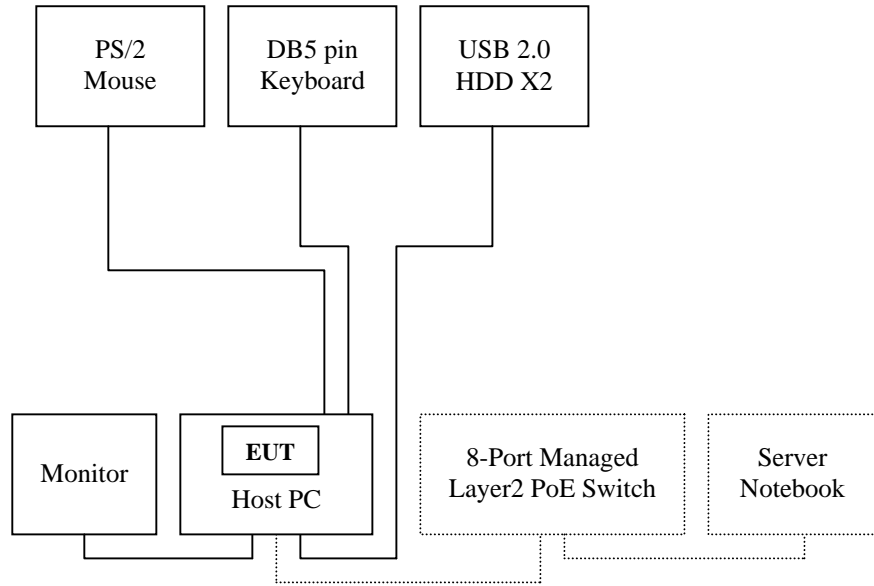 PS/2
Mouse
DB5 pin
Keyboard
USB 2.0
HDD X2
Monitor
EUT
Host PC
8-Port Managed
Layer2 PoE Switch
Server
Notebook